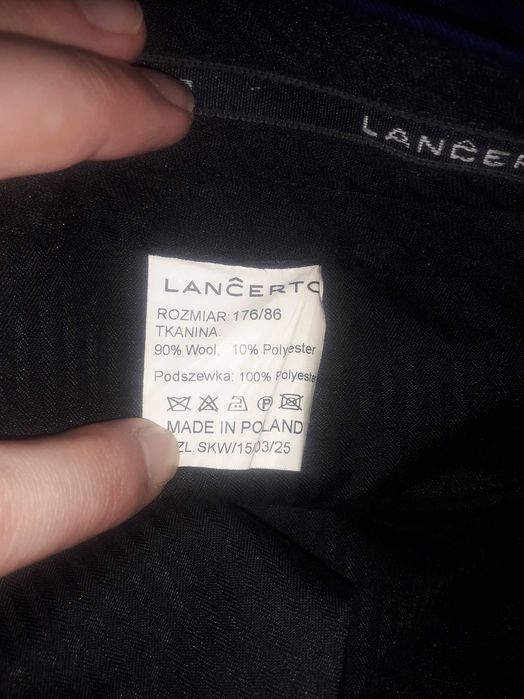 LANĈER
LANĈERTO
ROZMIAR: 176/86
TKANINA:
90% Wool, 10% Polyester
Podszewka: 100% Polyester
P
MADE IN POLAND
ZL.SKW/15/03/25